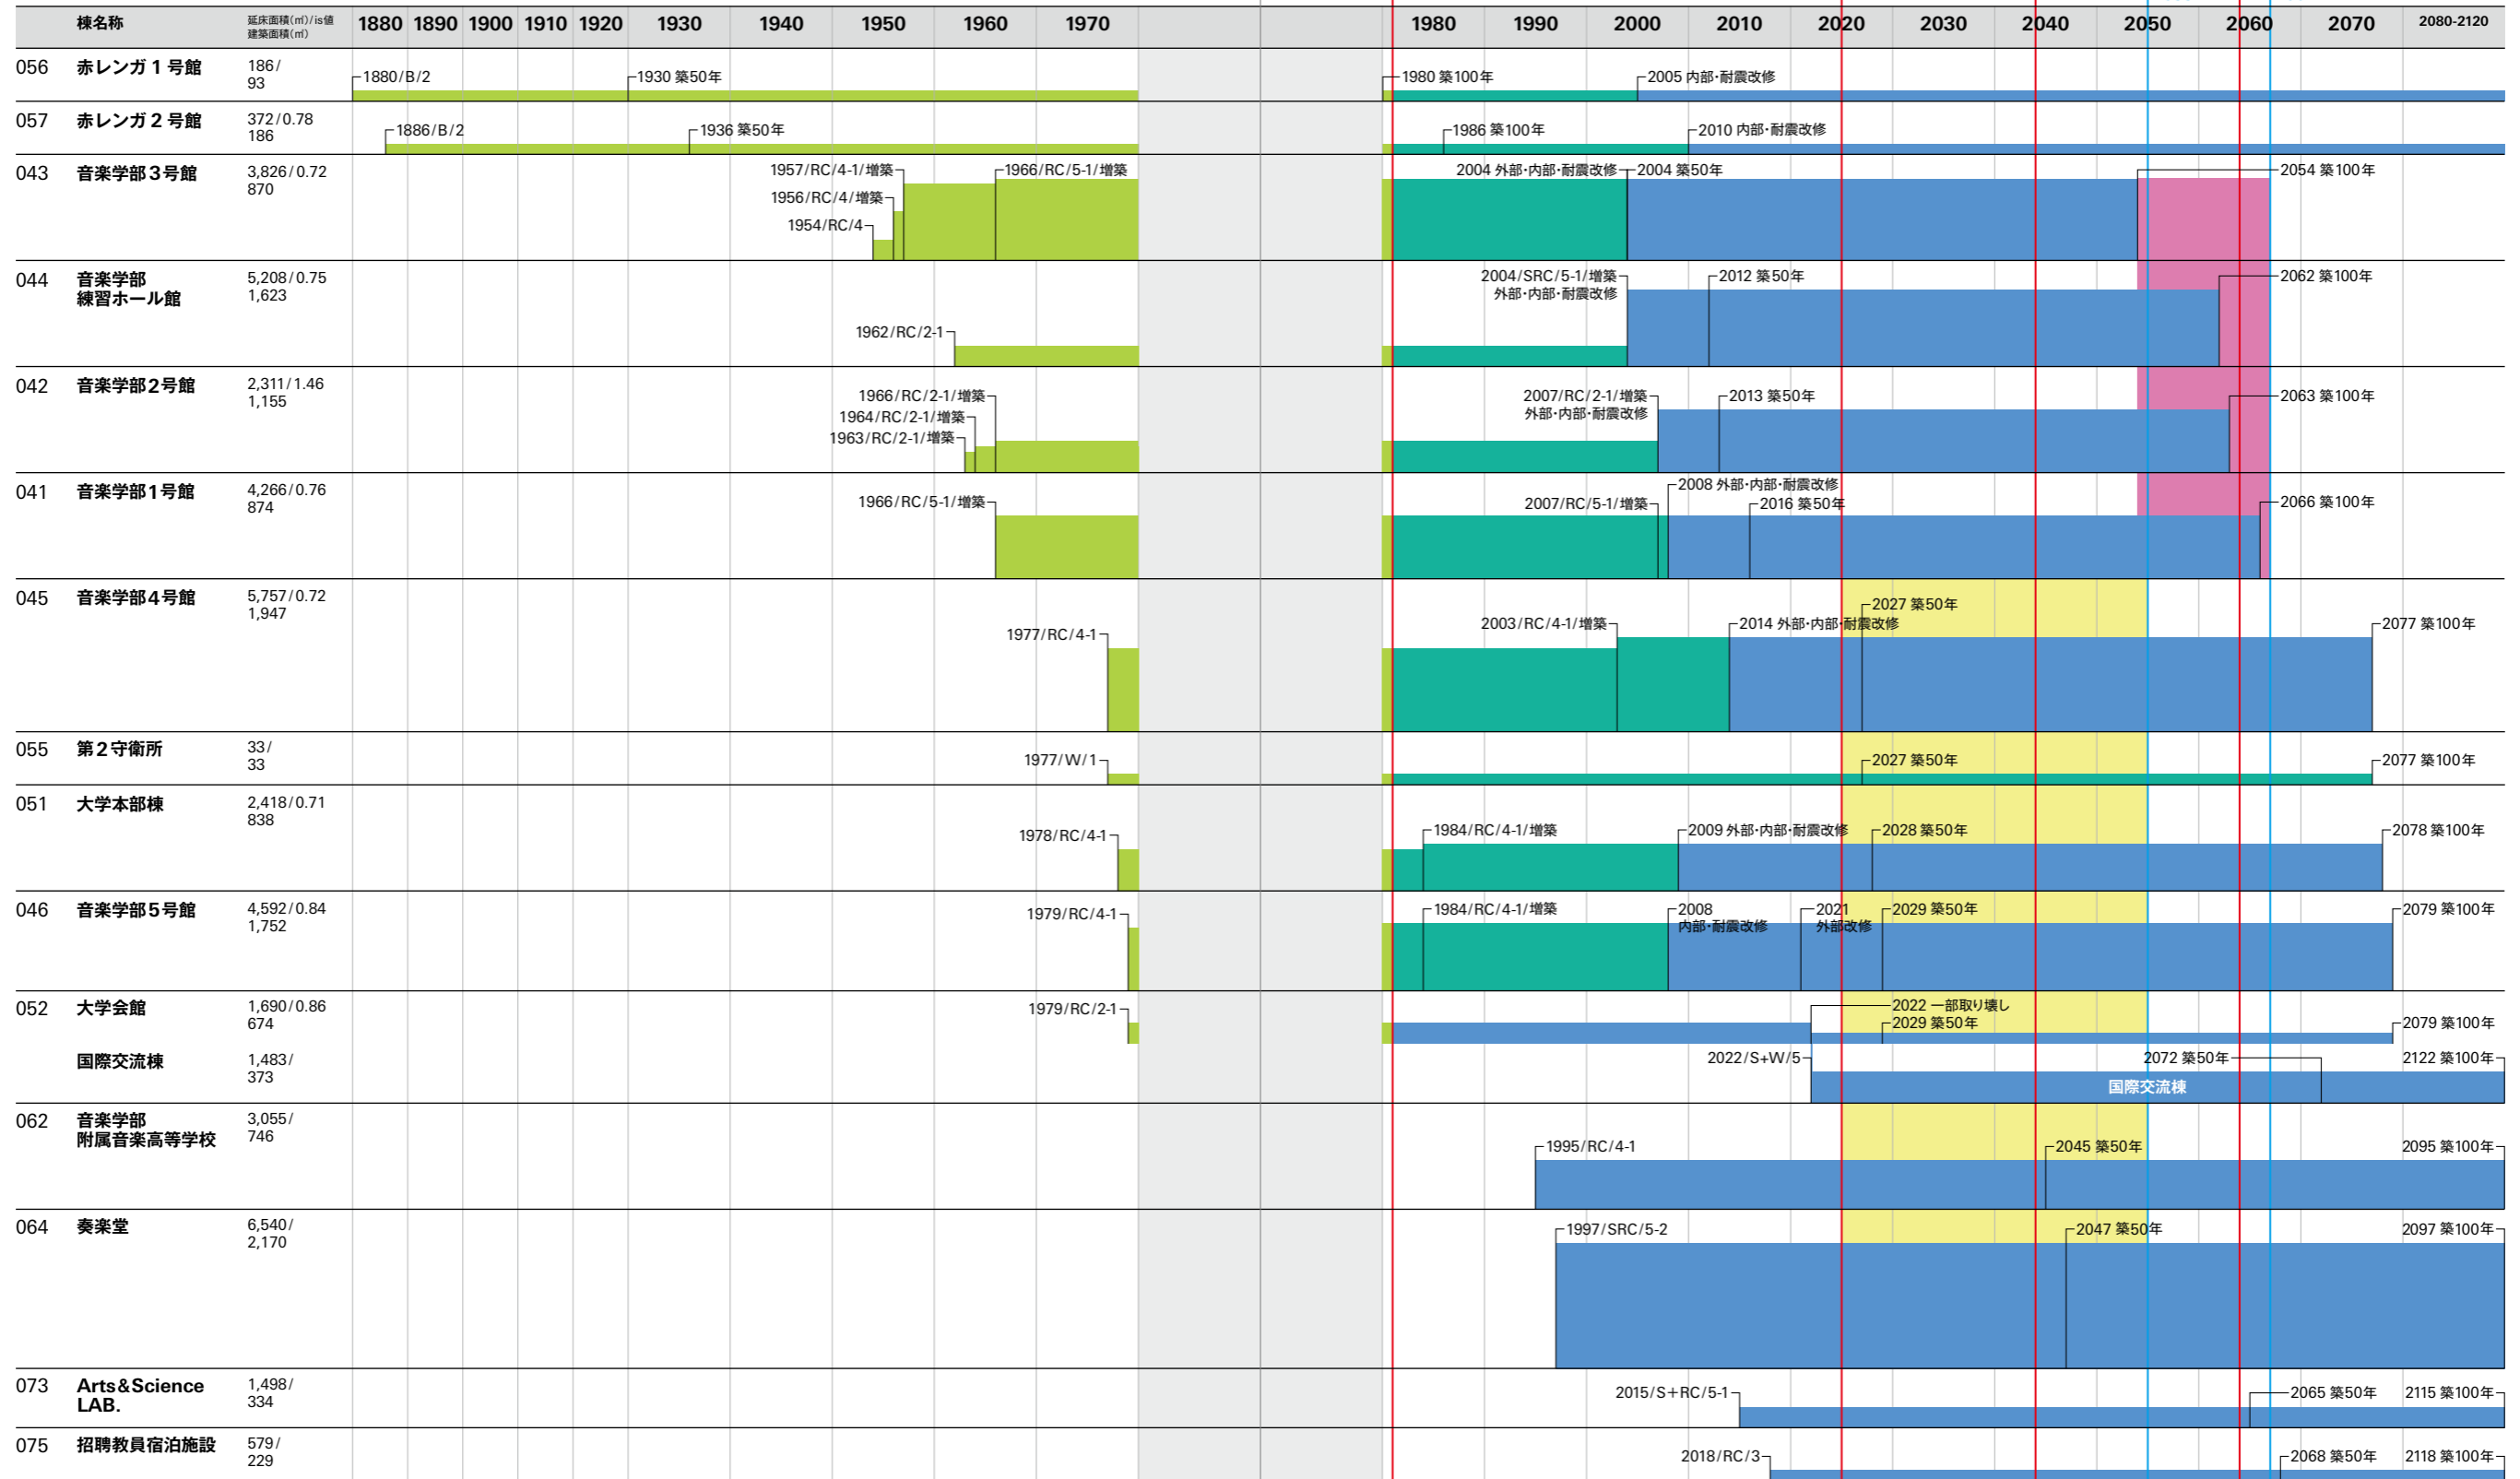 棟名称 延床面積(㎡)/is値 1880 1890 1900 1910 1920 1930 1940 1950 1960 1970 1980 1990 2000 2010 2020 2030 2040 2050 2060 2070 2080-2120
建築面積(㎡)
056 赤レンガ1号館 186/
93
1880/B/2 1930 築50年 1980 築100年 2005 内部・耐震改修
057 赤レンガ2号館 372/0.78
186
1886/B/2 1936 築50年 1986 築100年 2010 内部・耐震改修
043 音楽学部3号館 3,826/0.72
870
1957/RC/4-1/増築 1966/RC/5-1/増築 2004 外部・内部・耐震改修 2004 築50年 2054 築100年
1956/RC/4/増築
1954/RC/4
044 音楽学部 5,208/0.75
練習ホール館 1,623
2004/SRC/5-1/増築 2012 築50年 2062 築100年
外部・内部・耐震改修
1962/RC/2-1
042 音楽学部2号館 2,311/1.46
1,155
1966/RC/2-1/増築 2007/RC/2-1/増築 2013 築50年 2063 築100年
1964/RC/2-1/増築 外部・内部・耐震改修
1963/RC/2-1/増築
041 音楽学部1号館 4,266/0.76
874
2008 外部・内部・耐震改修
1966/RC/5-1/増築 2007/RC/5-1/増築 2016 築50年 2066 築100年
045 音楽学部4号館 5,757/0.72
1,947
2027 築50年
2003/RC/4-1/増築 2014 外部・内部・耐震改修 2077 築100年
1977/RC/4-1
055 第2守衛所 33/
33
1977/W/1 2027 築50年 2077 築100年
051 大学本部棟 2,418/0.71
838
1978/RC/4-1 1984/RC/4-1/増築 2009 外部・内部・耐震改修 2028 築50年 2078 築100年
046 音楽学部5号館 4,592/0.84
1,752
1979/RC/4-1 1984/RC/4-1/増築 2008 2021 2029 築50年 2079 築100年
内部・耐震改修 外部改修
052 大学会館 1,690/0.86
674
1979/RC/2-1 2022 一部取り壊し
2029 築50年 2079 築100年
国際交流棟 1,483/
373
2022/S+W/5 2072 築50年 2122 築100年
国際交流棟
062 音楽学部 3,055/
附属音楽高等学校 746
1995/RC/4-1 2045 築50年 2095 築100年
064 奏楽堂 6,540/
2,170
1997/SRC/5-2 2047 築50年 2097 築100年
073 Arts&Science 1,498/
LAB. 334
2015/S+RC/5-1 2065 築50年 2115 築100年
075 招聘教員宿泊施設 579/
229
2018/RC/3 2068 築50年 2118 築100年